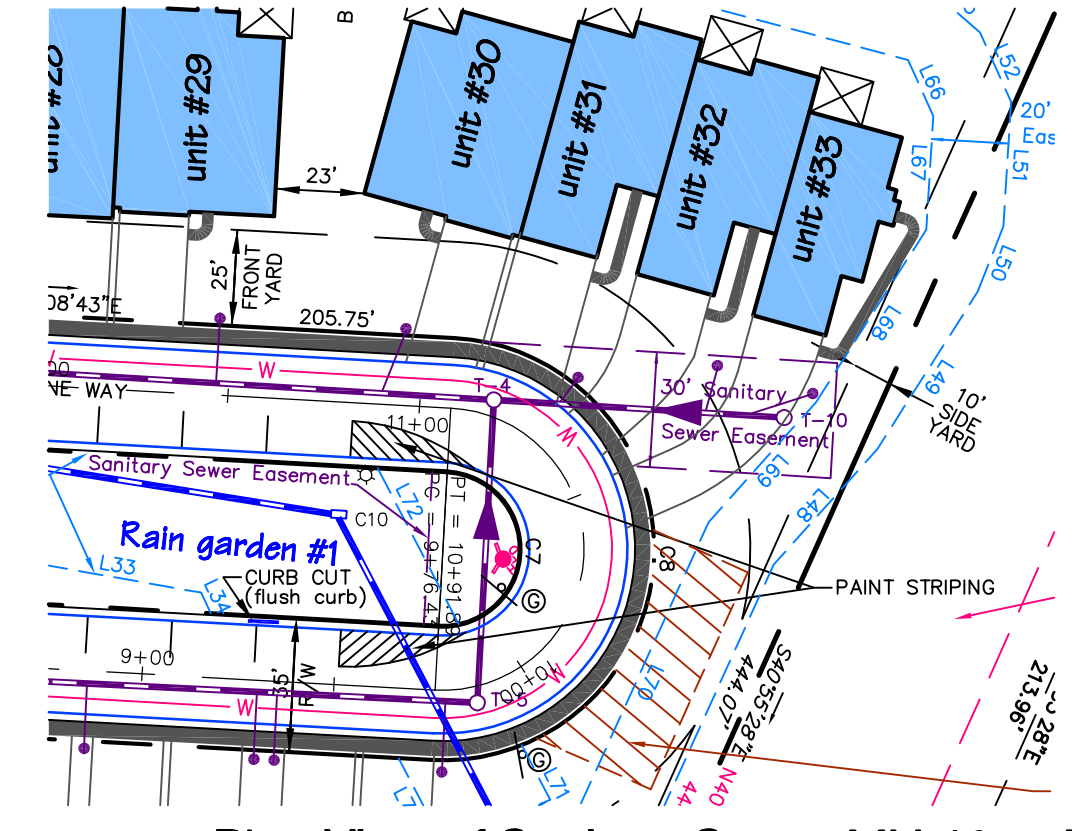 B
unit #29
unit #30
unit #31
unit #32
unit #33
L66
L52
20'
Eas
L67
L51
23'
25'
FRONT
YARD
L50
08'43"E
205.75'
L68
W
NE WAY
T-4
30' Sanitary
Sewer Easement
T-10
L49
10'
SIDE
YARD
11+00
W
Sanitary Sewer Easement
L69
L48
L72
C10
PT = 10+91.89
PC = 9+76.47
Rain garden #1
C7
C8
L33
L34
CURB CUT
(flush curb)
G
PAINT STRIPING
9+00
35'
R/W
10+00
W
W
T-5
L70
S40°55'28"E
444.07'
28"E
213.96'
G
L71
L7
N40
44